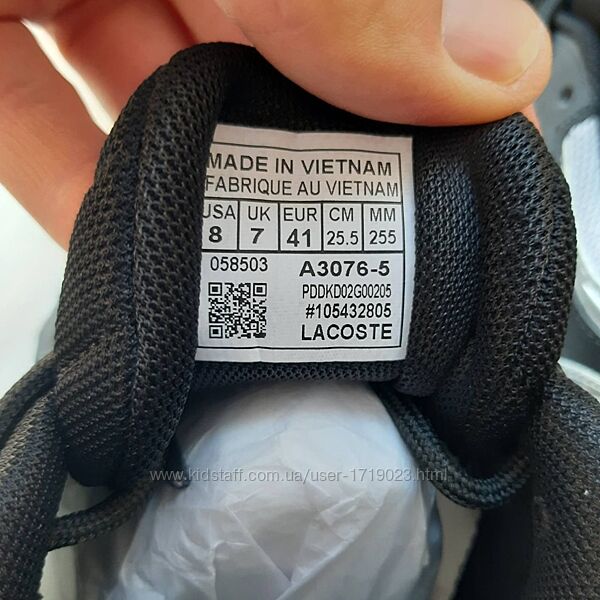 MADE IN VIETNAM
FABRIQUE AU VIETNAM
USA UK EUR CM MM
8 7 41 25.5 255
058503 A3076-5
PDDKD02G00205
#105432805
LACOSTE
www.kidstaff.com.ua/user-1719023.html